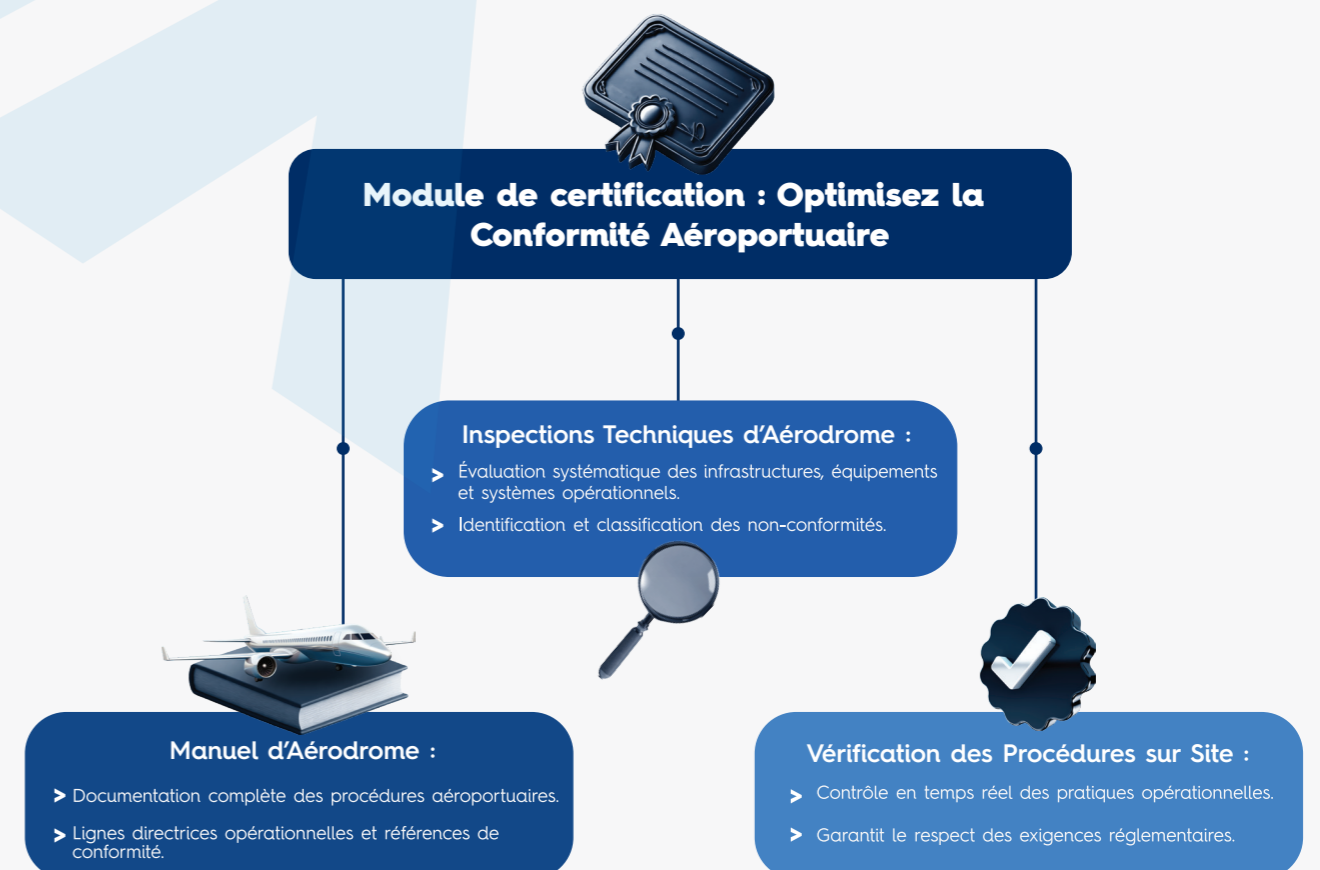 Module de certification : Optimisez la
Conformité Aéroportuaire
Inspections Techniques d’Aérodrome :
> Évaluation systématique des infrastructures, équipements
et systèmes opérationnels.
> Identification et classification des non-conformités.
Manuel d’Aérodrome :
> Documentation complète des procédures aéroportuaires.
> Lignes directrices opérationnelles et références de
conformité.
Vérification des Procédures sur Site :
> Contrôle en temps réel des pratiques opérationnelles.
> Garantit le respect des exigences réglementaires.